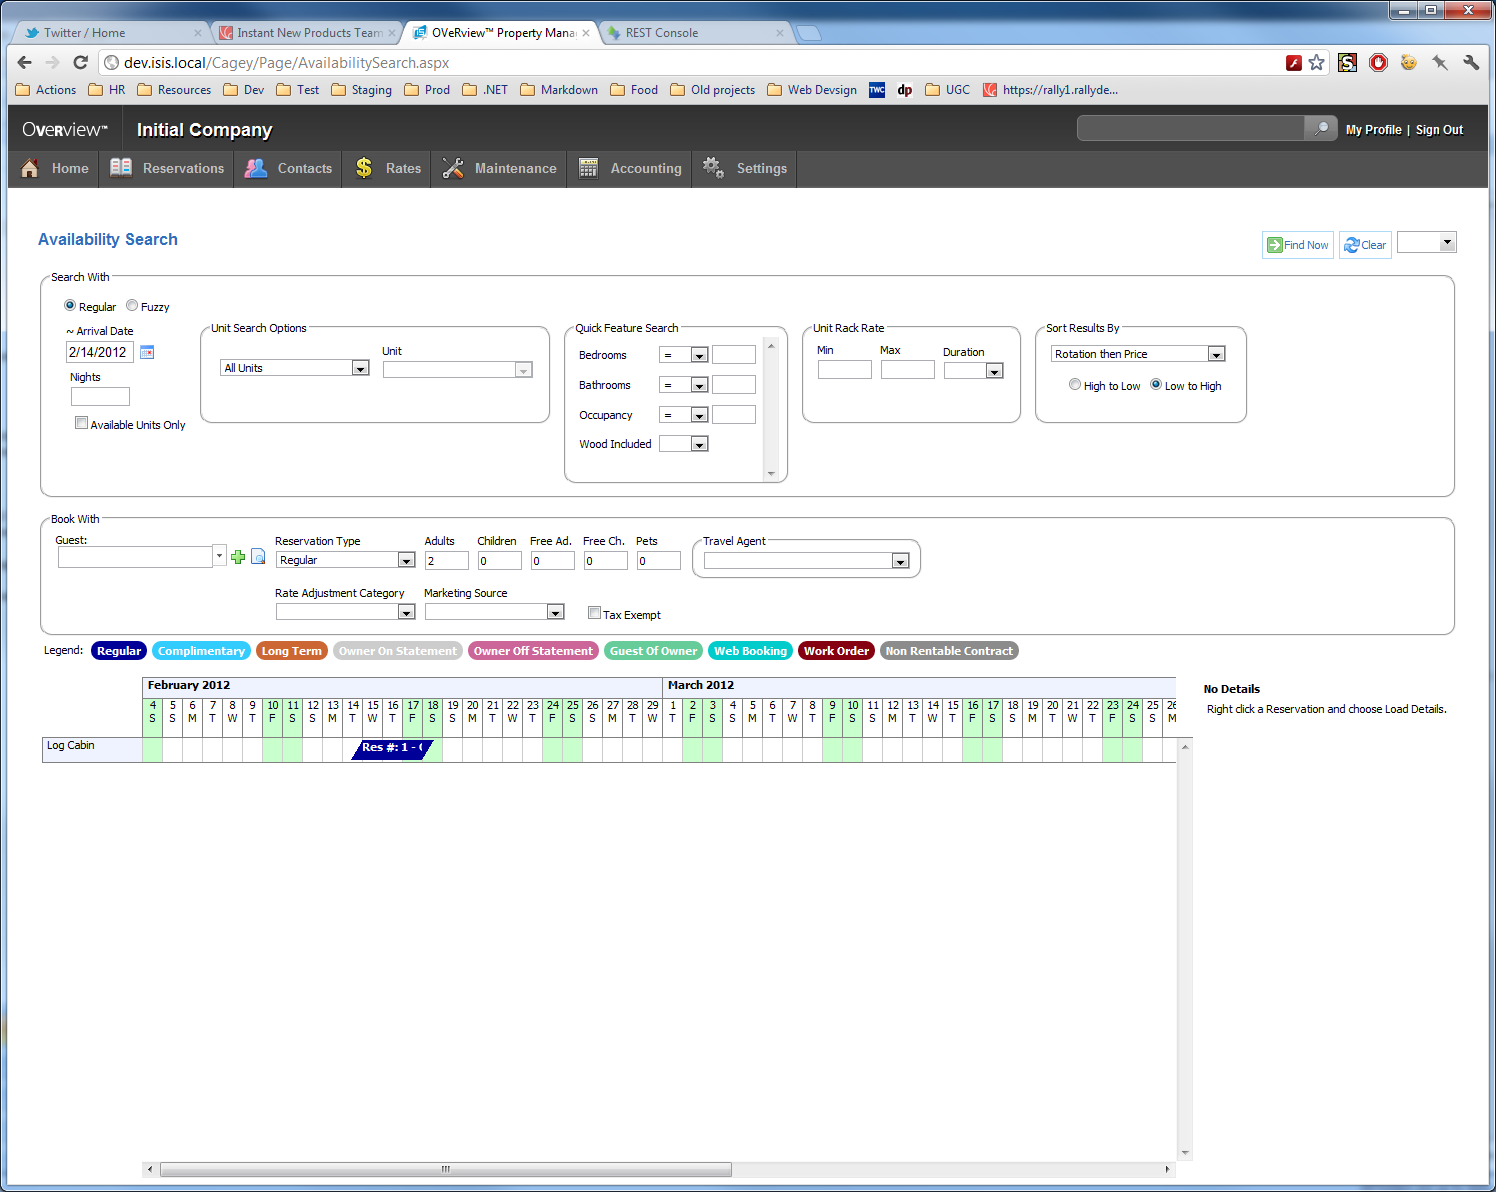 Twitter / Home
Instant New Products Team
OVeRview™ Property Mana
REST Console
dev.isis.local/Cagey/Page/AvailabilitySearch.aspx
Actions HR Resources Dev Test Staging Prod .NET Markdown Food Old projects Web Devsign TWC dp UGC https://rally1.rallyde...
Overview™ Initial Company My Profile | Sign Out
Home Reservations Contacts Rates Maintenance Accounting Settings
Availability Search
Find Now Clear
Search With
Regular Fuzzy
~ Arrival Date
2/14/2012
Nights
Available Units Only
Unit Search Options
Unit
All Units
Quick Feature Search
Bedrooms =
Bathrooms =
Occupancy =
Wood Included
Unit Rack Rate
Min Max Duration
Sort Results By
Rotation then Price
High to Low Low to High
Book With
Guest: Reservation Type Adults Children Free Ad. Free Ch. Pets Travel Agent
Regular 2 0 0 0 0
Rate Adjustment Category Marketing Source
Tax Exempt
Legend: Regular Complimentary Long Term Owner On Statement Owner Off Statement Guest Of Owner Web Booking Work Order Non Rentable Contract
February 2012 March 2012
4 5 6 7 8 9 10 11 12 13 14 15 16 17 18 19 20 21 22 23 24 25 26 27 28 29 1 2 3 4 5 6 7 8 9 10 11 12 13 14 15 16 17 18 19 20 21 22 23 24 25 26
S S M T W T F S S M T W T F S S M T W T F S S M T W T F S S M T W T F S S M T W T F S S M T W T F S S M
Log Cabin Res #: 1 -
No Details
Right click a Reservation and choose Load Details.